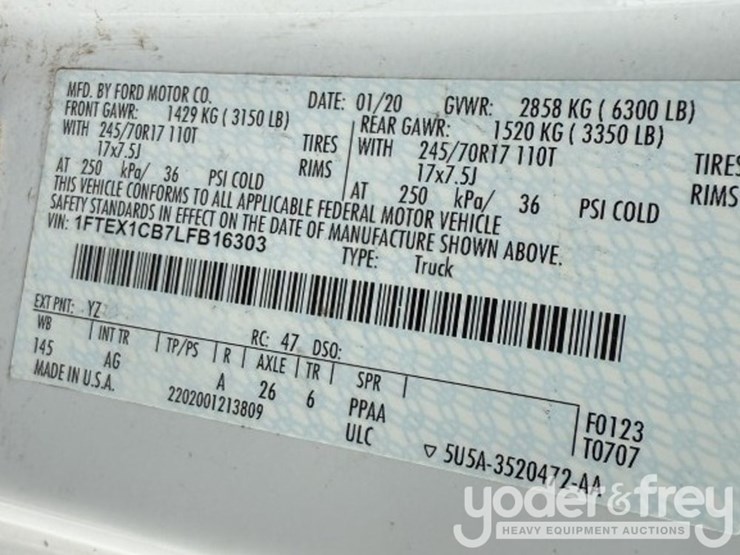 MFD. BY FORD MOTOR CO.
DATE: 01/20 GVWR: 2858 KG ( 6300 LB)
FRONT GAWR: 1429 KG ( 3150 LB)
REAR GAWR: 1520 KG ( 3350 LB)
WITH 245/70R17 110T TIRES
WITH 245/70R17 110T TIRES
17x7.5J RIMS
17x7.5J RIMS
AT 250 kPa/ 36 PSI COLD
AT 250 kPa/ 36 PSI COLD
THIS VEHICLE CONFORMS TO ALL APPLICABLE FEDERAL MOTOR VEHICLE
SAFETY STANDARDS IN EFFECT ON THE DATE OF MANUFACTURE SHOWN ABOVE.
VIN: 1FTEX1CB7LFB16303
TYPE: Truck
EXT PNT: YZ RC: 47 DSO:
WB INT TR TP/PS R AXLE TR SPR
145 AG A 26 6 PPAA
MADE IN U.S.A. 2202001213809 ULC
F0123
T0707
▽ 5U5A-3520472-AA
yoder&frey
HEAVY EQUIPMENT AUCTIONS